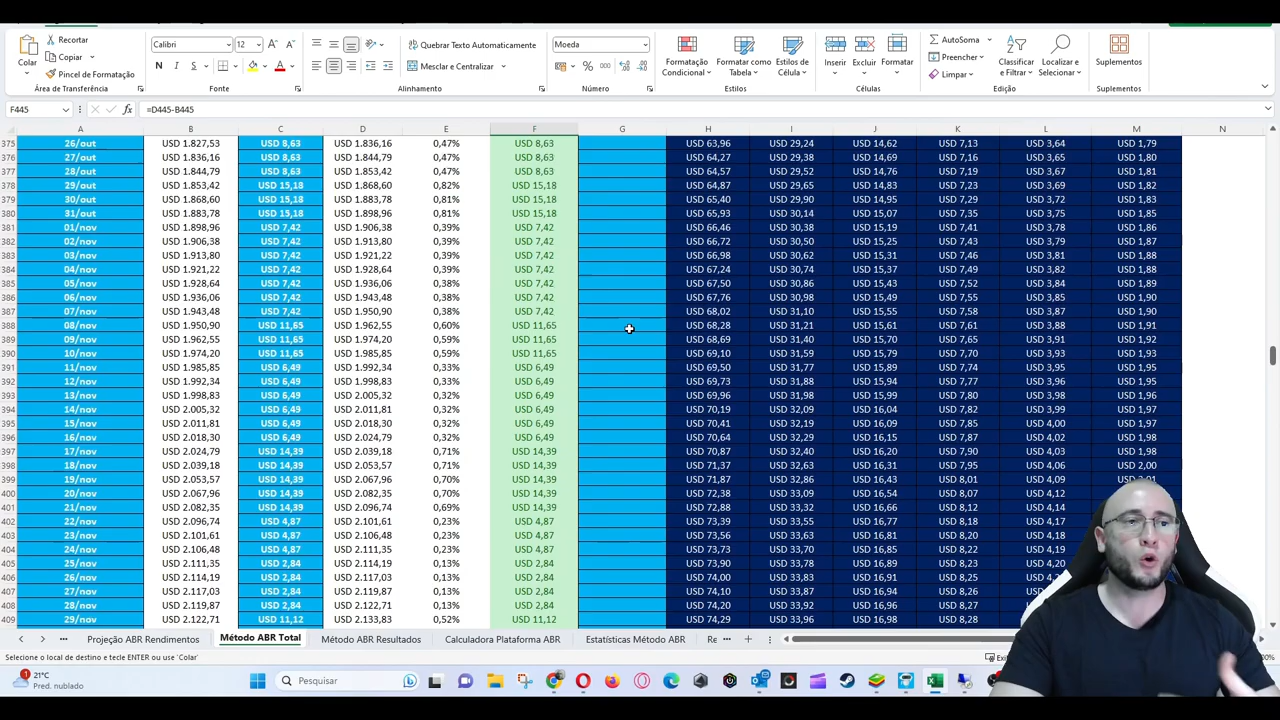 Recortar
Copiar
Pincel de Formatação
Colar
Área de Transferência
Calibri 12
N I S
Fonte
Quebrar Texto Automaticamente
Mesclar e Centralizar
Alinhamento
Moeda
Número
Formatação Condicional
Formatar como Tabela
Estilos de Célula
Estilos
Inserir Excluir Formatar
Células
AutoSoma
Preencher
Limpar
Classificar e Filtrar
Localizar e Selecionar
Edição
Suplementos
Suplementos
F445 fx =D445-B445
A B C D E F G H I J K L M N
375 26/out USD 1.827,53 USD 8,63 USD 1.836,16 0,47% USD 8,63 USD 63,96 USD 29,24 USD 14,62 USD 7,13 USD 3,64 USD 1,79
376 27/out USD 1.836,16 USD 8,63 USD 1.844,79 0,47% USD 8,63 USD 64,27 USD 29,38 USD 14,69 USD 7,16 USD 3,65 USD 1,80
377 28/out USD 1.844,79 USD 8,63 USD 1.853,42 0,47% USD 8,63 USD 64,57 USD 29,52 USD 14,76 USD 7,19 USD 3,67 USD 1,81
378 29/out USD 1.853,42 USD 15,18 USD 1.868,60 0,82% USD 15,18 USD 64,87 USD 29,65 USD 14,83 USD 7,23 USD 3,69 USD 1,82
379 30/out USD 1.868,60 USD 15,18 USD 1.883,78 0,81% USD 15,18 USD 65,40 USD 29,90 USD 14,95 USD 7,29 USD 3,72 USD 1,83
380 31/out USD 1.883,78 USD 15,18 USD 1.898,96 0,81% USD 15,18 USD 65,93 USD 30,14 USD 15,07 USD 7,35 USD 3,75 USD 1,85
381 01/nov USD 1.898,96 USD 7,42 USD 1.906,38 0,39% USD 7,42 USD 66,46 USD 30,38 USD 15,19 USD 7,41 USD 3,78 USD 1,86
382 02/nov USD 1.906,38 USD 7,42 USD 1.913,80 0,39% USD 7,42 USD 66,72 USD 30,50 USD 15,25 USD 7,43 USD 3,79 USD 1,87
383 03/nov USD 1.913,80 USD 7,42 USD 1.921,22 0,39% USD 7,42 USD 66,98 USD 30,62 USD 15,31 USD 7,46 USD 3,81 USD 1,88
384 04/nov USD 1.921,22 USD 7,42 USD 1.928,64 0,39% USD 7,42 USD 67,24 USD 30,74 USD 15,37 USD 7,49 USD 3,82 USD 1,88
385 05/nov USD 1.928,64 USD 7,42 USD 1.936,06 0,38% USD 7,42 USD 67,50 USD 30,86 USD 15,43 USD 7,52 USD 3,84 USD 1,89
386 06/nov USD 1.936,06 USD 7,42 USD 1.943,48 0,38% USD 7,42 USD 67,76 USD 30,98 USD 15,49 USD 7,55 USD 3,85 USD 1,90
387 07/nov USD 1.943,48 USD 7,42 USD 1.950,90 0,38% USD 7,42 USD 68,02 USD 31,10 USD 15,55 USD 7,58 USD 3,87 USD 1,90
388 08/nov USD 1.950,90 USD 11,65 USD 1.962,55 0,60% USD 11,65 USD 68,28 USD 31,21 USD 15,61 USD 7,61 USD 3,88 USD 1,91
389 09/nov USD 1.962,55 USD 11,65 USD 1.974,20 0,59% USD 11,65 USD 68,69 USD 31,40 USD 15,70 USD 7,65 USD 3,91 USD 1,92
390 10/nov USD 1.974,20 USD 11,65 USD 1.985,85 0,59% USD 11,65 USD 69,10 USD 31,59 USD 15,79 USD 7,70 USD 3,93 USD 1,93
391 11/nov USD 1.985,85 USD 6,49 USD 1.992,34 0,33% USD 6,49 USD 69,50 USD 31,77 USD 15,89 USD 7,74 USD 3,95 USD 1,95
392 12/nov USD 1.992,34 USD 6,49 USD 1.998,83 0,33% USD 6,49 USD 69,73 USD 31,88 USD 15,94 USD 7,77 USD 3,96 USD 1,95
393 13/nov USD 1.998,83 USD 6,49 USD 2.005,32 0,32% USD 6,49 USD 69,96 USD 31,98 USD 15,99 USD 7,80 USD 3,98 USD 1,96
394 14/nov USD 2.005,32 USD 6,49 USD 2.011,81 0,32% USD 6,49 USD 70,19 USD 32,09 USD 16,04 USD 7,82 USD 3,99 USD 1,97
395 15/nov USD 2.011,81 USD 6,49 USD 2.018,30 0,32% USD 6,49 USD 70,41 USD 32,19 USD 16,09 USD 7,85 USD 4,00 USD 1,97
396 16/nov USD 2.018,30 USD 6,49 USD 2.024,79 0,32% USD 6,49 USD 70,64 USD 32,29 USD 16,15 USD 7,87 USD 4,02 USD 1,98
397 17/nov USD 2.024,79 USD 14,39 USD 2.039,18 0,71% USD 14,39 USD 70,87 USD 32,40 USD 16,20 USD 7,90 USD 4,03 USD 1,98
398 18/nov USD 2.039,18 USD 14,39 USD 2.053,57 0,71% USD 14,39 USD 71,37 USD 32,63 USD 16,31 USD 7,95 USD 4,06 USD 2,00
399 19/nov USD 2.053,57 USD 14,39 USD 2.067,96 0,70% USD 14,39 USD 71,87 USD 32,86 USD 16,43 USD 8,01 USD 4,09
400 20/nov USD 2.067,96 USD 14,39 USD 2.082,35 0,70% USD 14,39 USD 72,38 USD 33,09 USD 16,54 USD 8,07 USD 4,12
401 21/nov USD 2.082,35 USD 14,39 USD 2.096,74 0,69% USD 14,39 USD 72,88 USD 33,32 USD 16,66 USD 8,12 USD 4,14
402 22/nov USD 2.096,74 USD 4,87 USD 2.101,61 0,23% USD 4,87 USD 73,39 USD 33,55 USD 16,77 USD 8,18 USD 4,17
403 23/nov USD 2.101,61 USD 4,87 USD 2.106,48 0,23% USD 4,87 USD 73,56 USD 33,63 USD 16,81 USD 8,20 USD 4,18
404 24/nov USD 2.106,48 USD 4,87 USD 2.111,35 0,23% USD 4,87 USD 73,73 USD 33,70 USD 16,85 USD 8,22 USD 4,19
405 25/nov USD 2.111,35 USD 2,84 USD 2.114,19 0,13% USD 2,84 USD 73,90 USD 33,78 USD 16,89 USD 8,23 USD 4,20
406 26/nov USD 2.114,19 USD 2,84 USD 2.117,03 0,13% USD 2,84 USD 74,00 USD 33,83 USD 16,91 USD 8,24
407 27/nov USD 2.117,03 USD 2,84 USD 2.119,87 0,13% USD 2,84 USD 74,10 USD 33,87 USD 16,94 USD 8,25
408 28/nov USD 2.119,87 USD 2,84 USD 2.122,71 0,13% USD 2,84 USD 74,20 USD 33,92 USD 16,96 USD 8,27
409 29/nov USD 2.122,71 USD 11,12 USD 2.133,83 0,52% USD 11,12 USD 74,29 USD 33,96 USD 16,98 USD 8,28
Projeção ABR Rendimentos Método ABR Total Método ABR Resultados Calculadora Plataforma ABR Estatísticas Método ABR Re
Selecione o local de destino e tecle ENTER ou use 'Colar'
21°C
Pred. nublado
Pesquisar